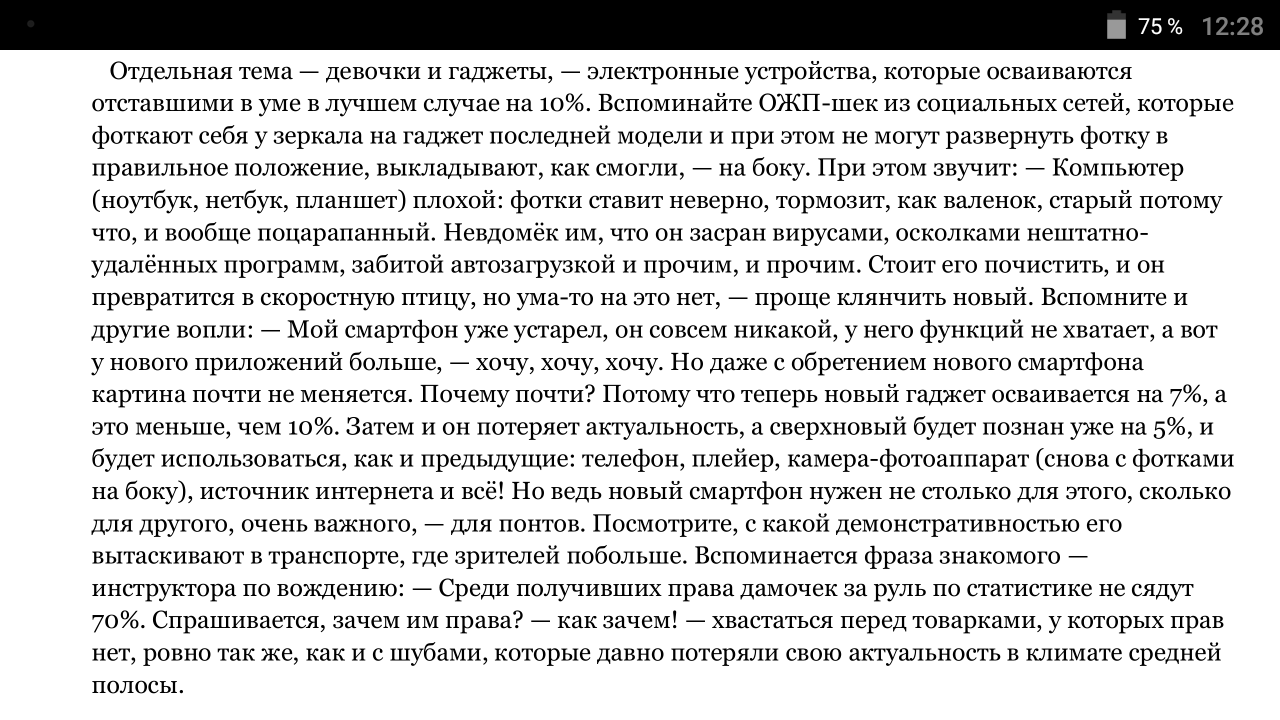 75 % 12:28
Отдельная тема — девочки и гаджеты, — электронные устройства, которые осваиваются
отставшими в уме в лучшем случае на 10%. Вспоминайте ОЖП-шек из социальных сетей, которые
фоткают себя у зеркала на гаджет последней модели и при этом не могут развернуть фотку в
правильное положение, выкладывают, как смогли, — на боку. При этом звучит: — Компьютер
(ноутбук, нетбук, планшет) плохой: фотки ставит неверно, тормозит, как валенок, старый потому
что, и вообще поцарапанный. Невдомёк им, что он засран вирусами, осколками нештатно-
удалённых программ, забитой автозагрузкой и прочим, и прочим. Стоит его почистить, и он
превратится в скоростную птицу, но ума-то на это нет, — проще клянчить новый. Вспомните и
другие вопли: — Мой смартфон уже устарел, он совсем никакой, у него функций не хватает, а вот
у нового приложений больше, — хочу, хочу, хочу. Но даже с обретением нового смартфона
картина почти не меняется. Почему почти? Потому что теперь новый гаджет осваивается на 7%, а
это меньше, чем 10%. Затем и он потеряет актуальность, а сверхновый будет познан уже на 5%, и
будет использоваться, как и предыдущие: телефон, плейер, камера-фотоаппарат (снова с фотками
на боку), источник интернета и всё! Но ведь новый смартфон нужен не столько для этого, сколько
для другого, очень важного, — для понтов. Посмотрите, с какой демонстративностью его
вытаскивают в транспорте, где зрителей побольше. Вспоминается фраза знакомого —
инструктора по вождению: — Среди получивших права дамочек за руль по статистике не сядут
70%. Спрашивается, зачем им права? — как зачем! — хвастаться перед товарками, у которых прав
нет, ровно так же, как и с шубами, которые давно потеряли свою актуальность в климате средней
полосы.